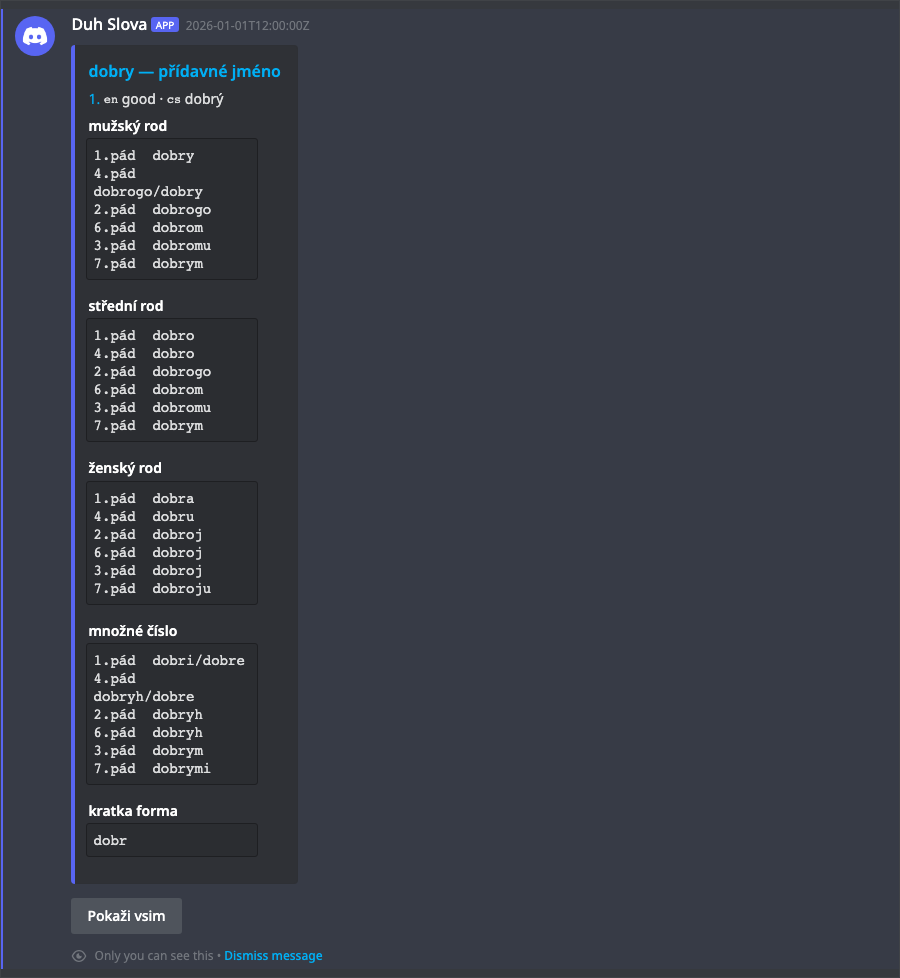 Duh Slova APP 2026-01-01T12:00:00Z
dobry — přídavné jméno
1. en good · cs dobrý
mužský rod
1.pád  dobry
4.pád
dobrogo/dobry
2.pád  dobrogo
6.pád  dobrom
3.pád  dobromu
7.pád  dobrym
střední rod
1.pád  dobro
4.pád  dobro
2.pád  dobrogo
6.pád  dobrom
3.pád  dobromu
7.pád  dobrym
ženský rod
1.pád  dobra
4.pád  dobru
2.pád  dobroj
6.pád  dobroj
3.pád  dobroj
7.pád  dobroju
množné číslo
1.pád  dobri/dobre
4.pád
dobryh/dobre
2.pád  dobryh
6.pád  dobryh
3.pád  dobrym
7.pád  dobrymi
kratka forma
dobr
Pokaži vsim
Only you can see this • Dismiss message